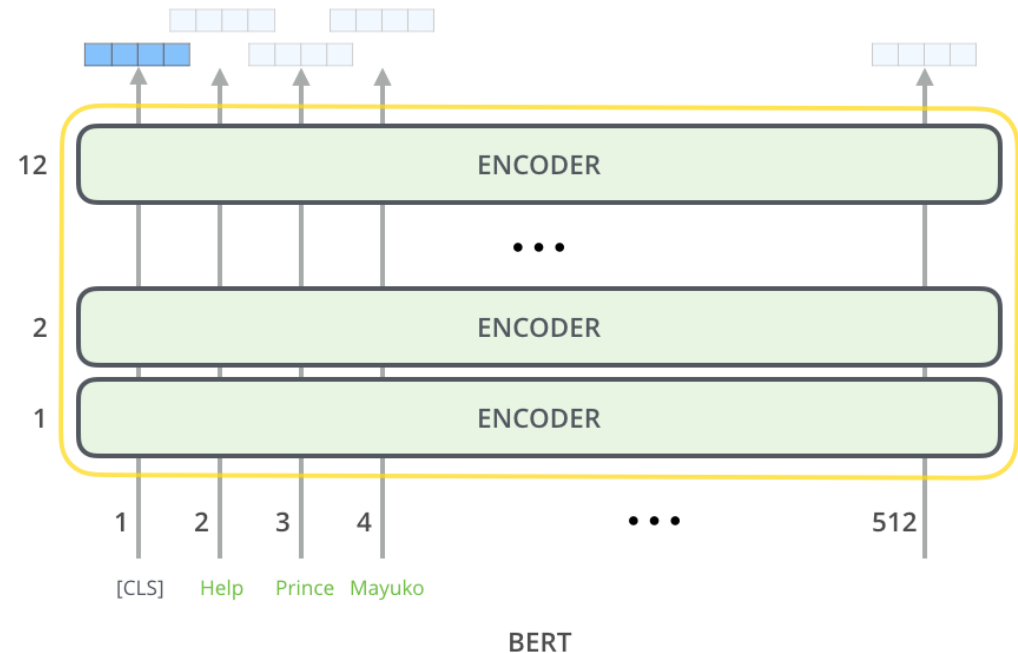 12 ENCODER
• • •
2 ENCODER
1 ENCODER
1 2 3 4 • • • 512
[CLS] Help Prince Mayuko
BERT